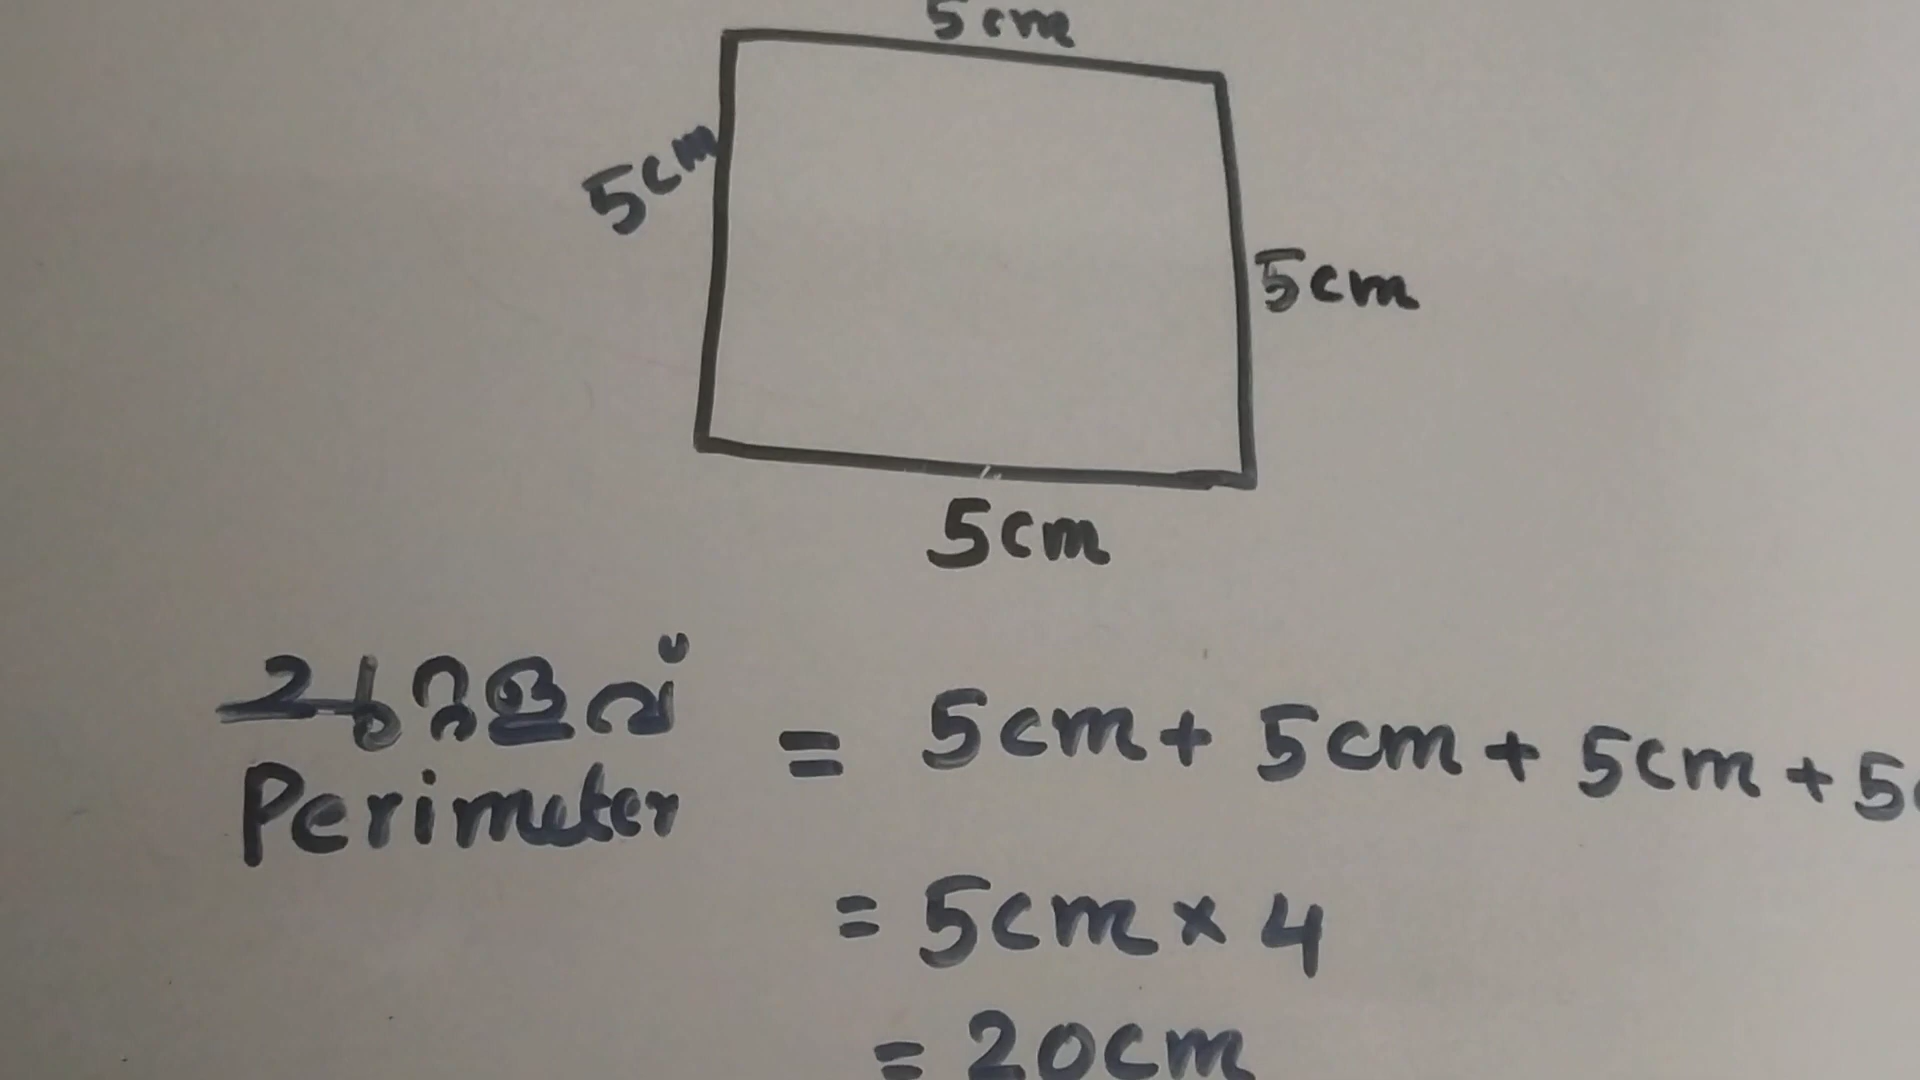 5cm
5cm
5cm
5cm
ചുറ്റളവ്
Perimeter = 5cm + 5cm + 5cm + 5
= 5cm × 4
= 20cm